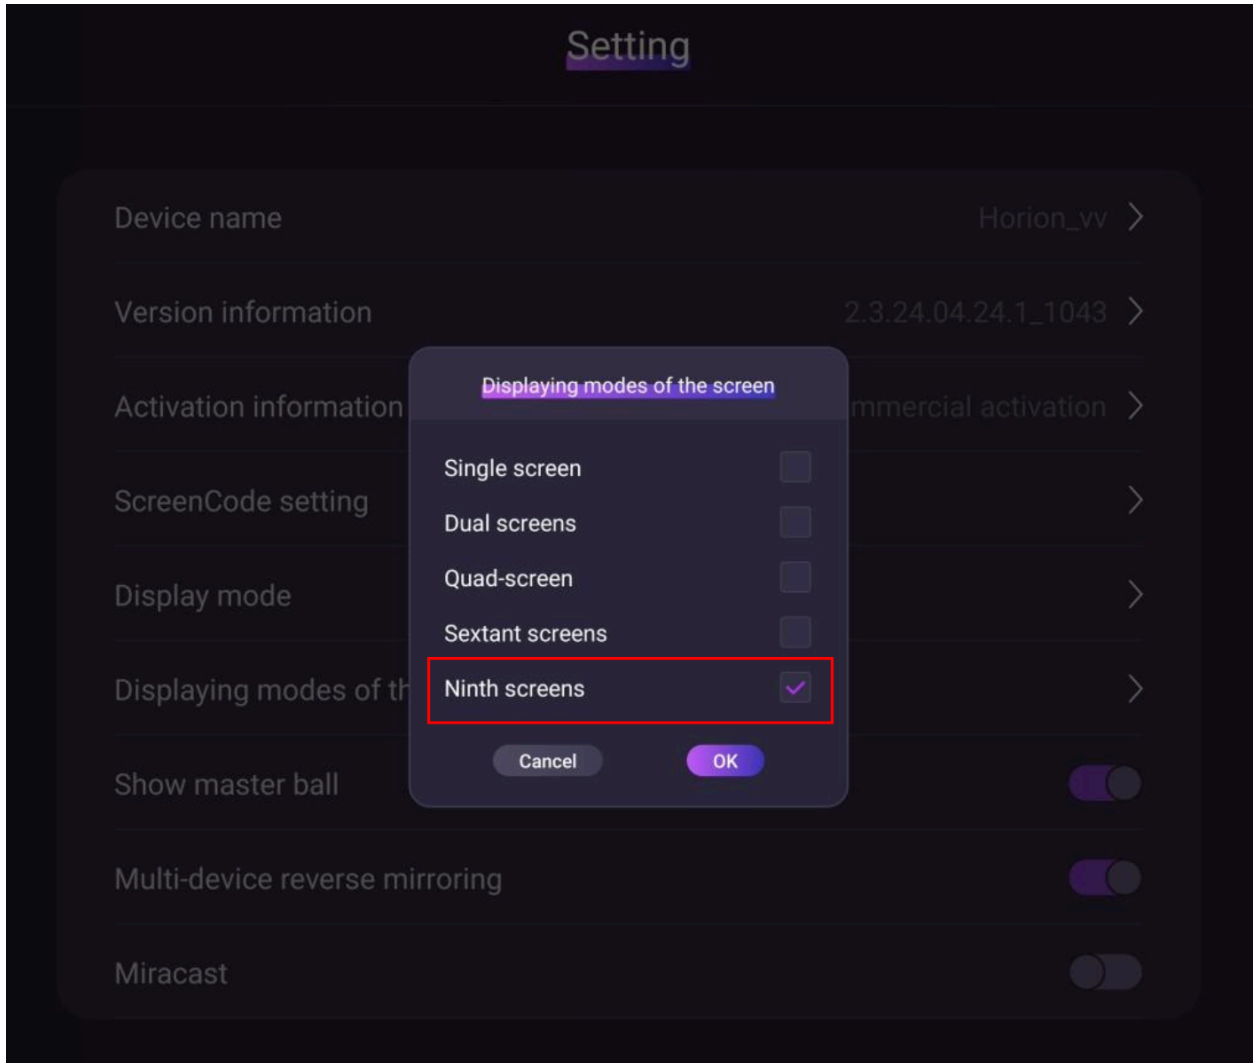 Setting
Device name Horion_vv
Version information 2.3.24.04.24.1_1043
Displaying modes of the screen
Activation information mmercial activation
Single screen
ScreenCode setting
Dual screens
Quad-screen
Display mode
Sextant screens
Displaying modes of th
Ninth screens
Cancel OK
Show master ball
Multi-device reverse mirroring
Miracast